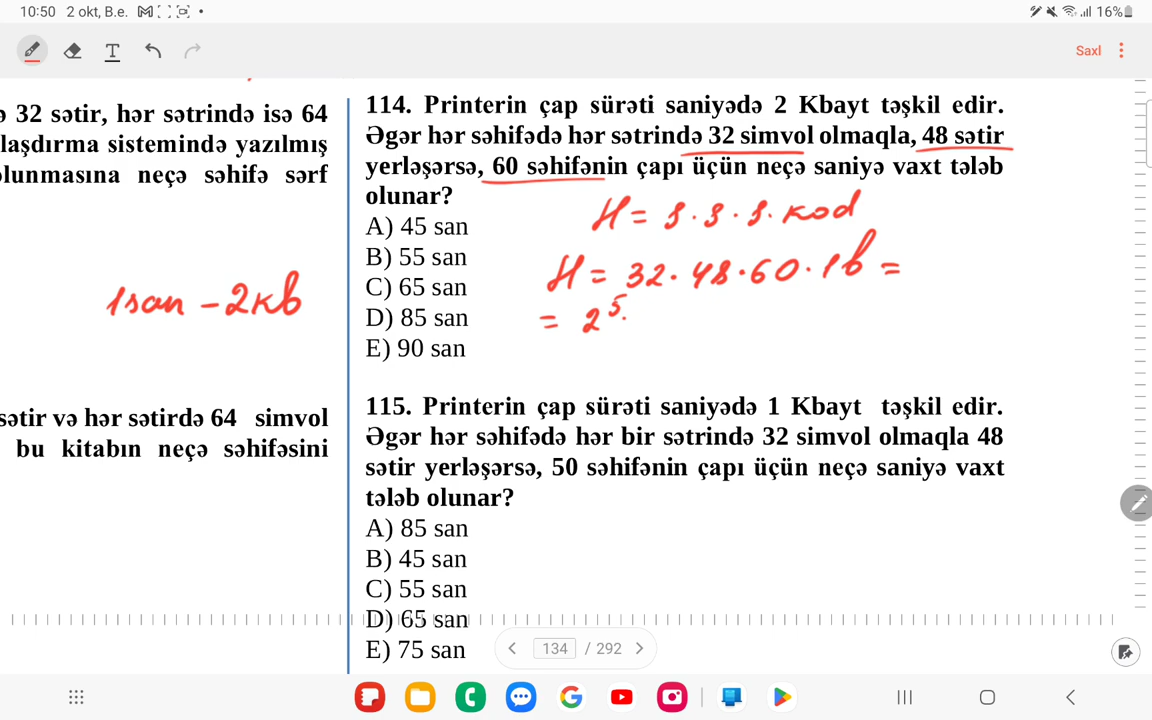 10:50 2 okt, B.e.
16%
Saxl
ə 32 sətir, hər sətrində isə 64
laşdırma sistemində yazılmış
olunmasına neçə səhifə sərf
1san – 2Kb
sətir və hər sətirdə 64 simvol
bu kitabın neçə səhifəsini
114. Printerin çap sürəti saniyədə 2 Kbayt təşkil edir.
Əgər hər səhifədə hər sətrində 32 simvol olmaqla, 48 sətir
yerləşərsə, 60 səhifənin çapı üçün neçə saniyə vaxt tələb
olunar?
A) 45 san
B) 55 san
C) 65 san
D) 85 san
E) 90 san
H = s · s · s · kod
H = 32 · 48 · 60 · 1b =
= 2⁵·
115. Printerin çap sürəti saniyədə 1 Kbayt təşkil edir.
Əgər hər səhifədə hər bir sətrində 32 simvol olmaqla 48
sətir yerləşərsə, 50 səhifənin çapı üçün neçə saniyə vaxt
tələb olunar?
A) 85 san
B) 45 san
C) 55 san
D) 65 san
E) 75 san
134 / 292